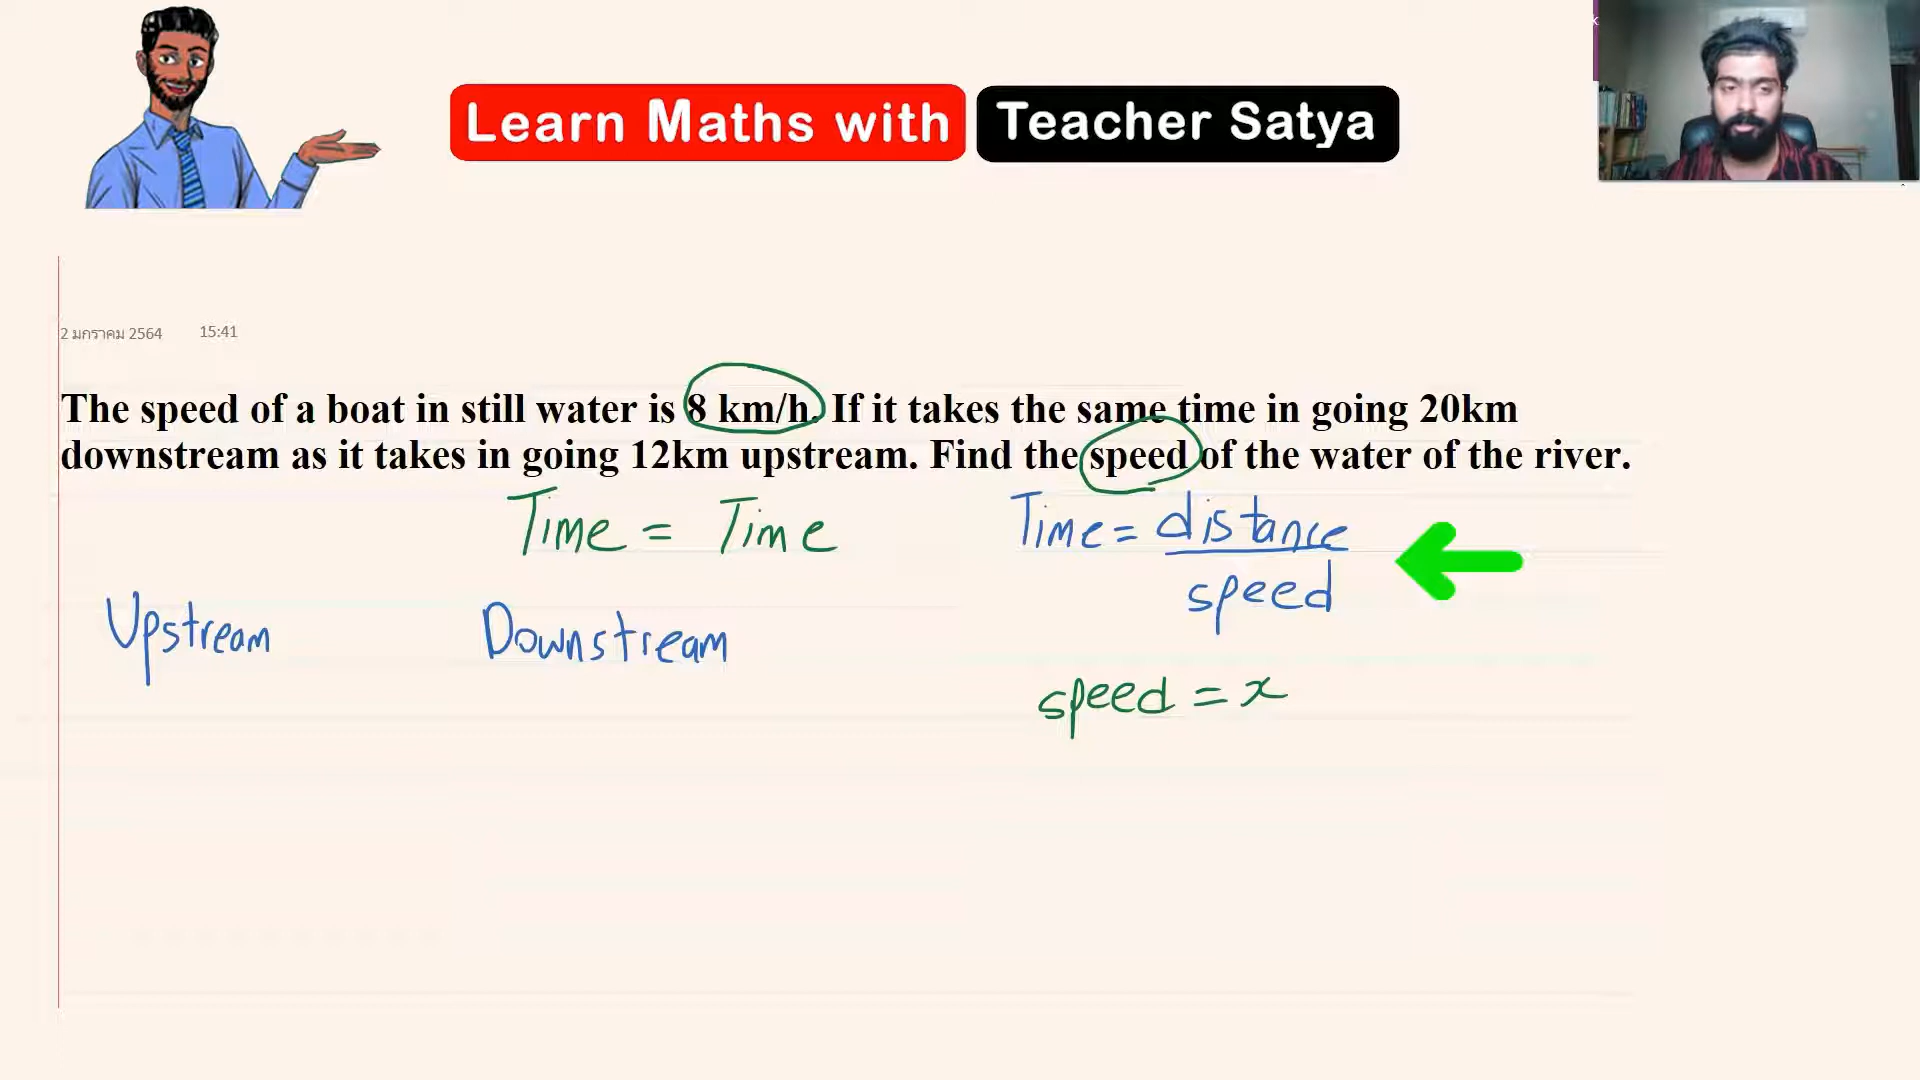 Learn Maths with Teacher Satya
2 มกราคม 2564 15:41
The speed of a boat in still water is 8 km/h. If it takes the same time in going 20km
downstream as it takes in going 12km upstream. Find the speed of the water of the river.
Time = Time
Time = distance
speed
Upstream Downstream
speed = x